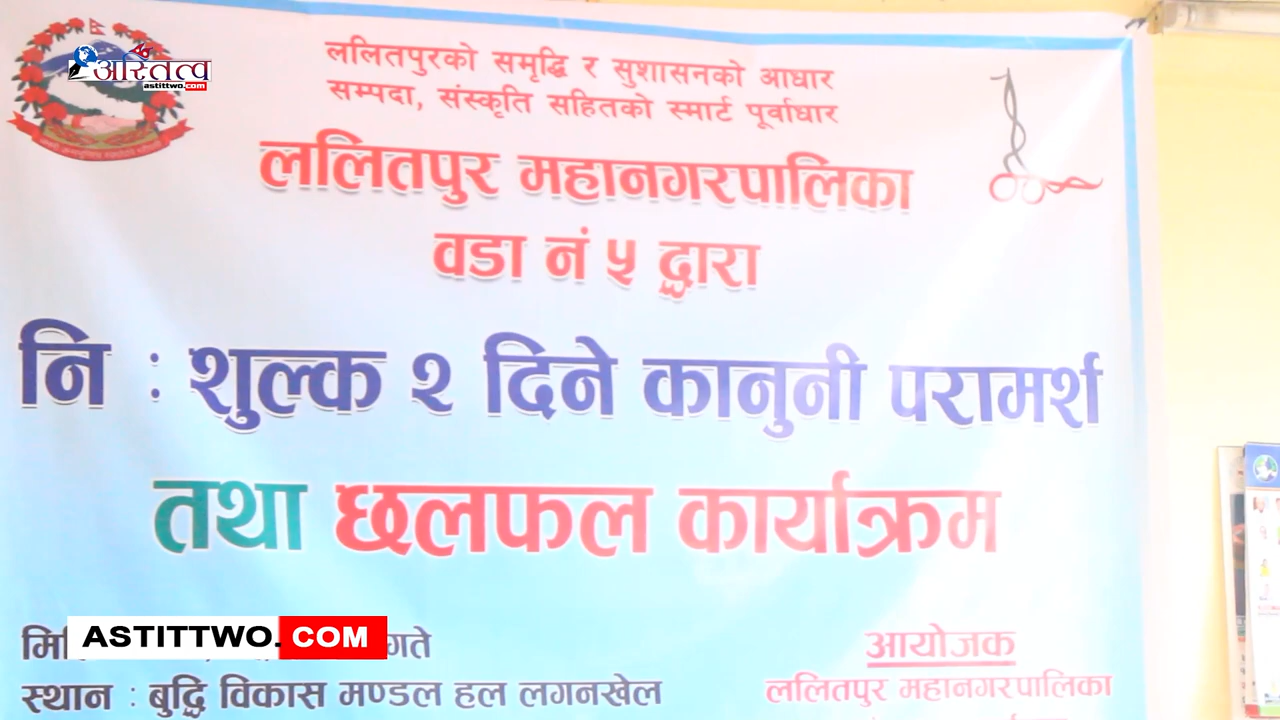 अस्तित्व
astittwo.com
ललितपुरको समृद्धि र सुशासनको आधार
सम्पदा, संस्कृति सहितको स्मार्ट पूर्वाधार
ललितपुर महानगरपालिका
वडा नं ५ द्वारा
नि : शुल्क २ दिने कानुनी परामर्श
तथा छलफल कार्यक्रम
ASTITTWO.COM
गते
स्थान : बुद्धि विकास मण्डल हल लगनखेल
आयोजक
ललितपुर महानगरपालिका